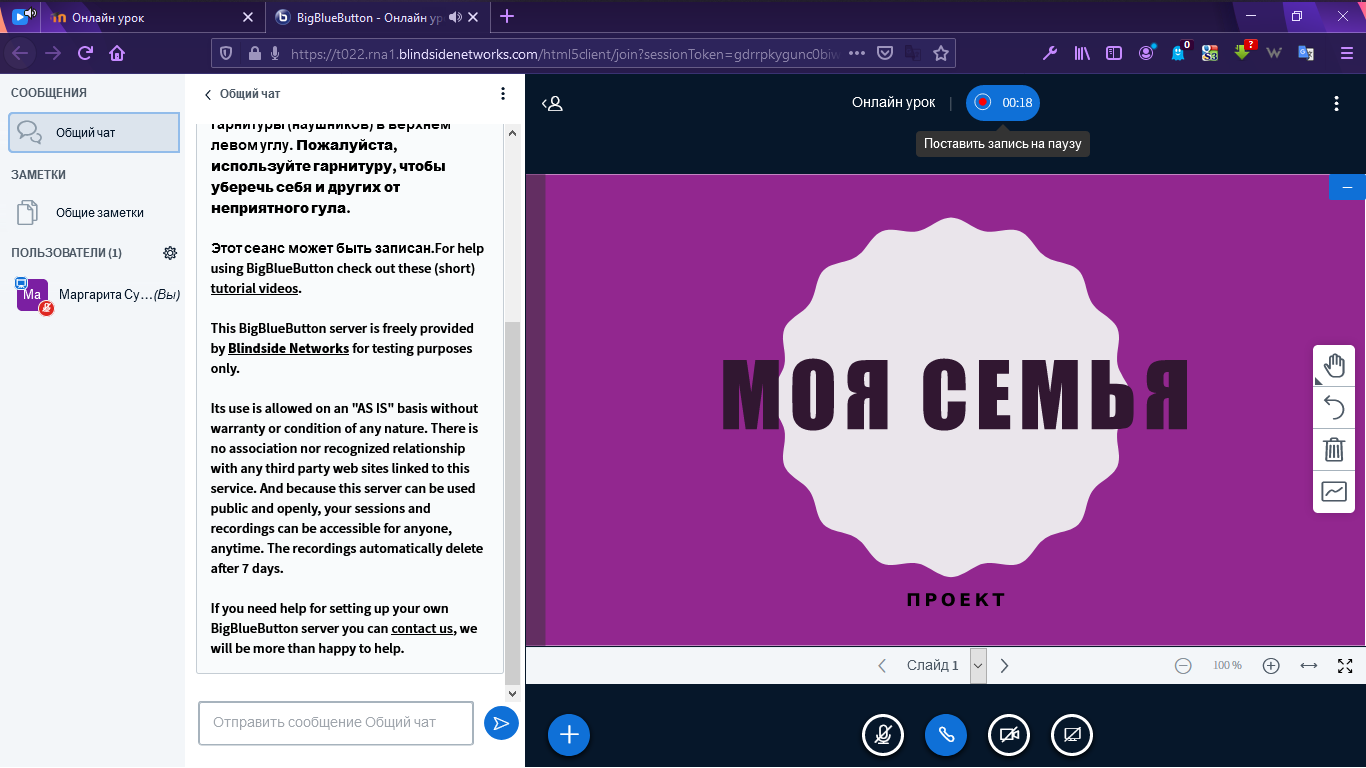 Онлайн урок
BigBlueButton - Онлайн ур
https://t022.rna1.blindsidenetworks.com/html5client/join?sessionToken=gdrrpkygunc0biw
0
?
СООБЩЕНИЯ
Общий чат
ЗАМЕТКИ
Общие заметки
ПОЛЬЗОВАТЕЛИ (1)
Ma
Маргарита Су...(Вы)
Общий чат
гарнитуры (наушников) в верхнем
левом углу. Пожалуйста,
используйте гарнитуру, чтобы
уберечь себя и других от
неприятного гула.
Этот сеанс может быть записан.For help
using BigBlueButton check out these (short)
tutorial videos.
This BigBlueButton server is freely provided
by Blindside Networks for testing purposes
only.
Its use is allowed on an "AS IS" basis without
warranty or condition of any nature. There is
no association nor recognized relationship
with any third party web sites linked to this
service. And because this server can be used
public and openly, your sessions and
recordings can be accessible for anyone,
anytime. The recordings automatically delete
after 7 days.
If you need help for setting up your own
BigBlueButton server you can contact us, we
will be more than happy to help.
Отправить сообщение Общий чат
Онлайн урок | 00:18
Поставить запись на паузу
МОЯ СЕМЬЯ
ПРОЕКТ
Слайд 1
100 %